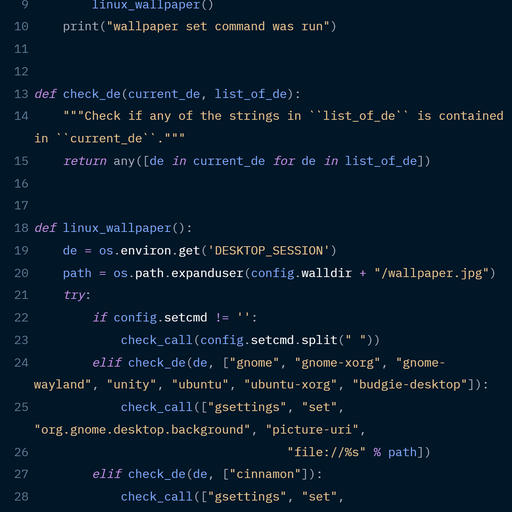 9         linux_wallpaper()
10     print("wallpaper set command was run")
11
12
13 def check_de(current_de, list_of_de):
14     """Check if any of the strings in ``list_of_de`` is contained
in ``current_de``."""
15     return any([de in current_de for de in list_of_de])
16
17
18 def linux_wallpaper():
19     de = os.environ.get('DESKTOP_SESSION')
20     path = os.path.expanduser(config.walldir + "/wallpaper.jpg")
21     try:
22         if config.setcmd != '':
23             check_call(config.setcmd.split(" "))
24         elif check_de(de, ["gnome", "gnome-xorg", "gnome-
wayland", "unity", "ubuntu", "ubuntu-xorg", "budgie-desktop"]):
25             check_call(["gsettings", "set",
"org.gnome.desktop.background", "picture-uri",
26                                    "file://%s" % path])
27         elif check_de(de, ["cinnamon"]):
28             check_call(["gsettings", "set",